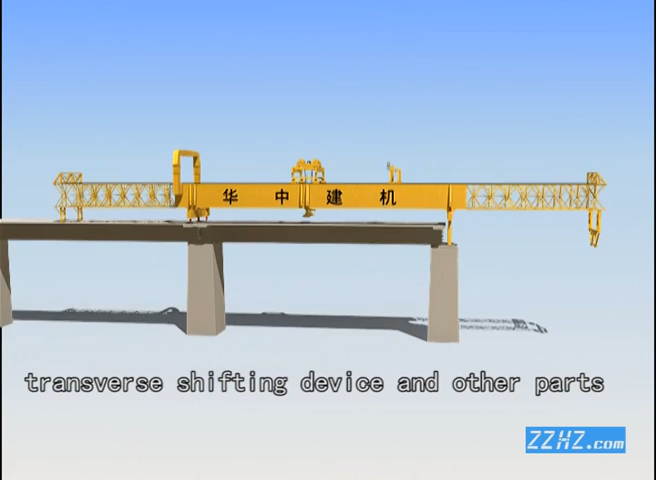 华中建机
transverse shifting device and other parts
ZZHZ.com